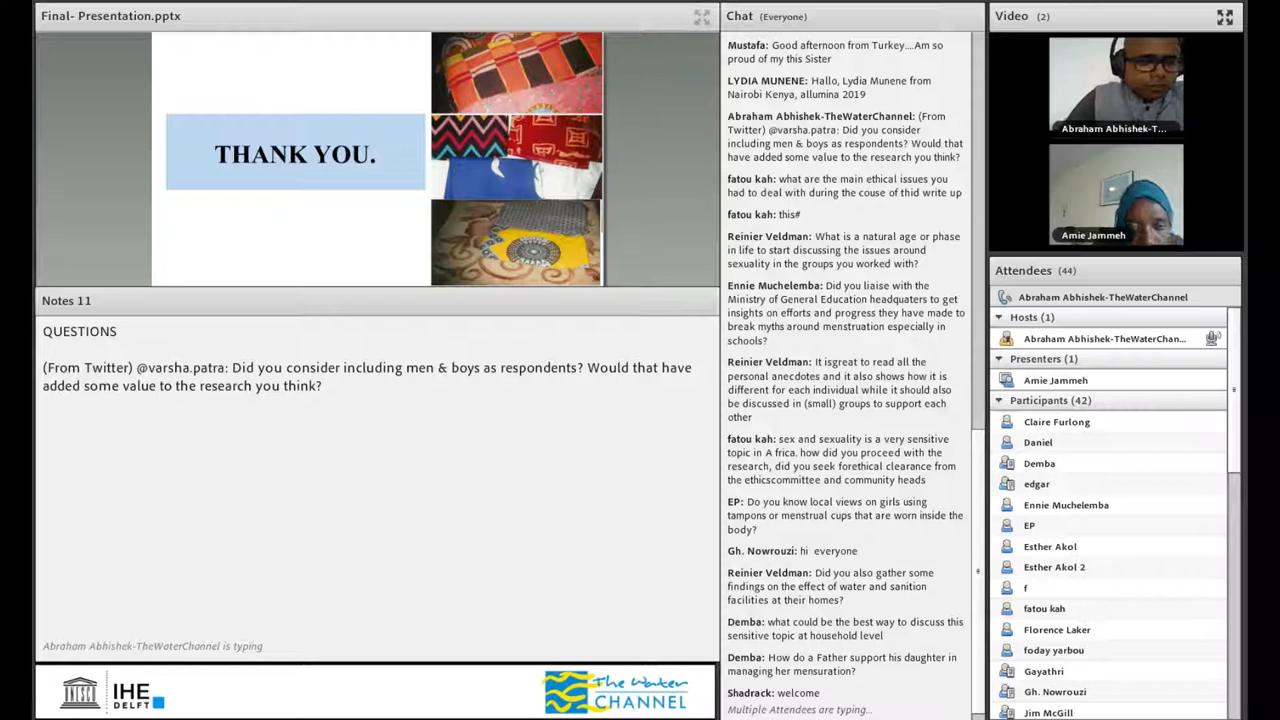 Final- Presentation.pptx
THANK YOU.
Notes 11
QUESTIONS
(From Twitter) @varsha.patra: Did you consider including men & boys as respondents? Would that have
added some value to the research you think?
Abraham Abhishek-TheWaterChannel is typing
IHE
DELFT
The Water
CHANNEL
Chat (Everyone)
Mustafa: Good afternoon from Turkey....Am so
proud of my this Sister
LYDIA MUNENE: Hallo, Lydia Munene from
Nairobi Kenya, allumina 2019
Abraham Abhishek-TheWaterChannel: (From
Twitter) @varsha.patra: Did you consider
including men & boys as respondents? Would that
have added some value to the research you think?
fatou kah: what are the main ethical issues you
had to deal with during the couse of thid write up
fatou kah: this#
Reinier Veldman: What is a natural age or phase
in life to start discussing the issues around
sexuality in the groups you worked with?
Ennie Muchelemba: Did you liaise with the
Ministry of General Education headquaters to get
insights on efforts and progress they have made to
break myths around menstruation especially in
schools?
Reinier Veldman: It isgreat to read all the
personal anecdotes and it also shows how it is
different for each individual while it should also
be discussed in (small) groups to support each
other
fatou kah: sex and sexuality is a very sensitive
topic in A frica. how did you proceed with the
research, did you seek forethical clearance from
the ethicscommittee and community heads
EP: Do you know local views on girls using
tampons or menstrual cups that are worn inside the
body?
Gh. Nowrouzi: hi everyone
Reinier Veldman: Did you also gather some
findings on the effect of water and sanition
facilities at their homes?
Demba: what could be the best way to discuss this
sensitive topic at household level
Demba: How do a Father support his daughter in
managing her mensuration?
Shadrack: welcome
Multiple Attendees are typing...
Video (2)
Abraham Abhishek-T...
Amie Jammeh
Attendees (44)
Abraham Abhishek-TheWaterChannel
Hosts (1)
Abraham Abhishek-TheWaterChan...
Presenters (1)
Amie Jammeh
Participants (42)
Claire Furlong
Daniel
Demba
edgar
Ennie Muchelemba
EP
Esther Akol
Esther Akol 2
f
fatou kah
Florence Laker
foday yarbou
Gayathri
Gh. Nowrouzi
Jim McGill